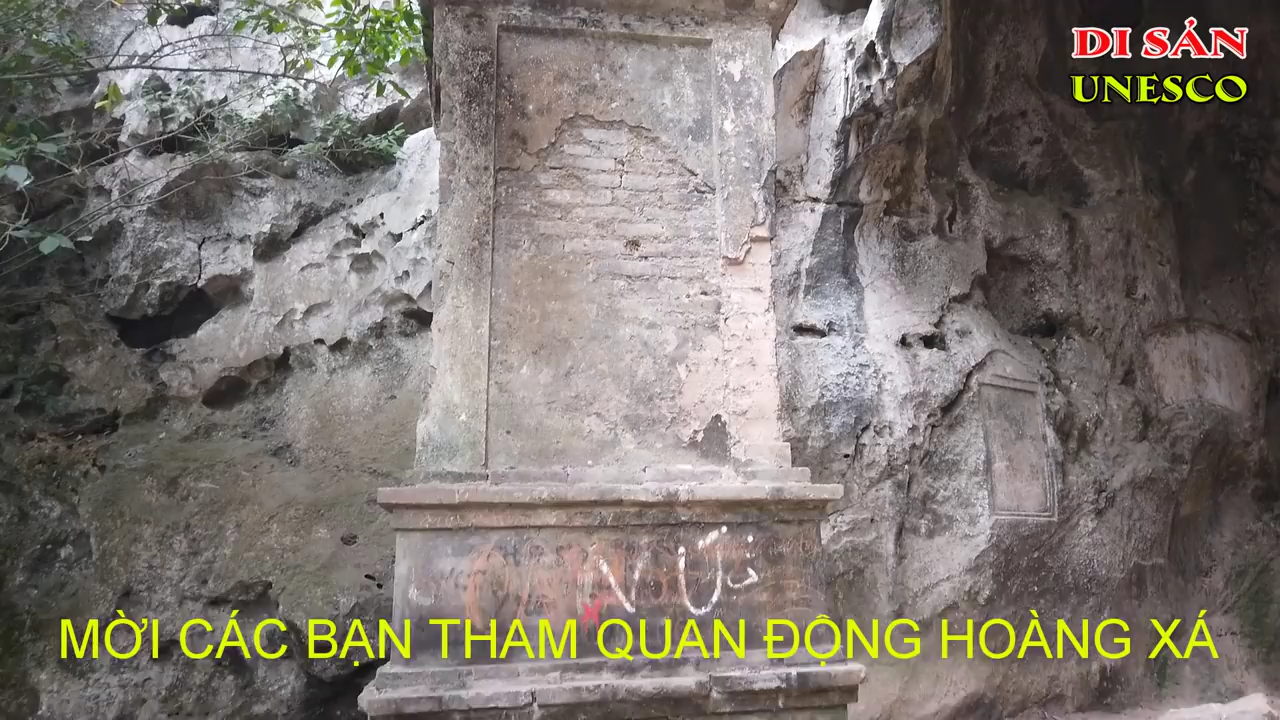 DI SẢN
UNESCO
MỜI CÁC BẠN THAM QUAN ĐỘNG HOÀNG XÁ